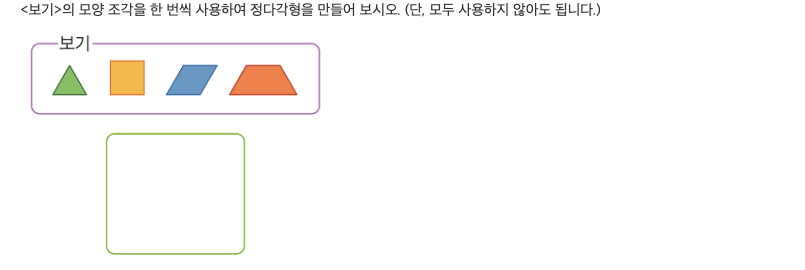 <보기>의 모양 조각을 한 번씩 사용하여 정다각형을 만들어 보시오. (단, 모두 사용하지 않아도 됩니다.)
보기